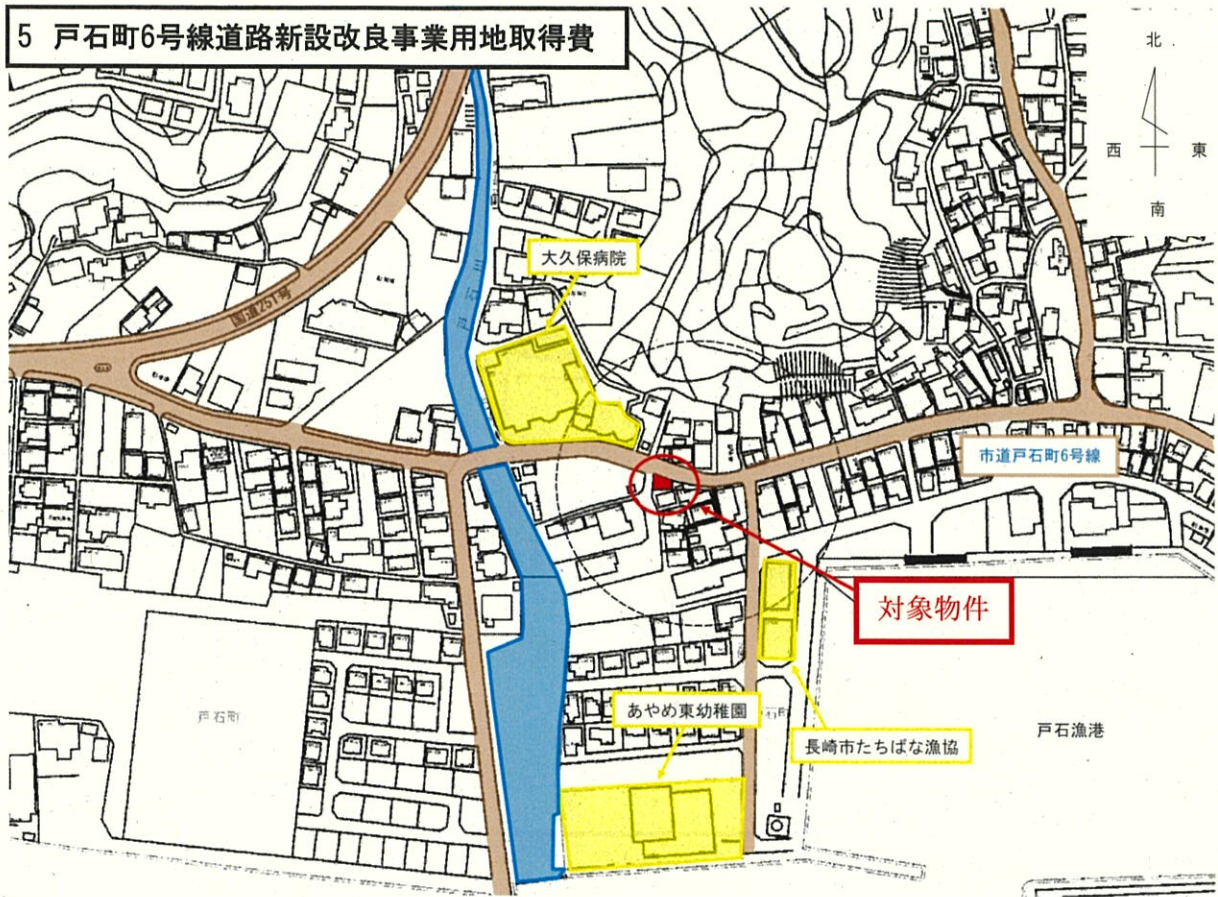 5 戸石町6号線道路新設改良事業用地取得費
北
西 東
南
大久保病院
国道251号
戸石川
市道戸石町6号線
対象物件
戸石町
あやめ東幼稚園
長崎市たちばな漁協
戸石漁港